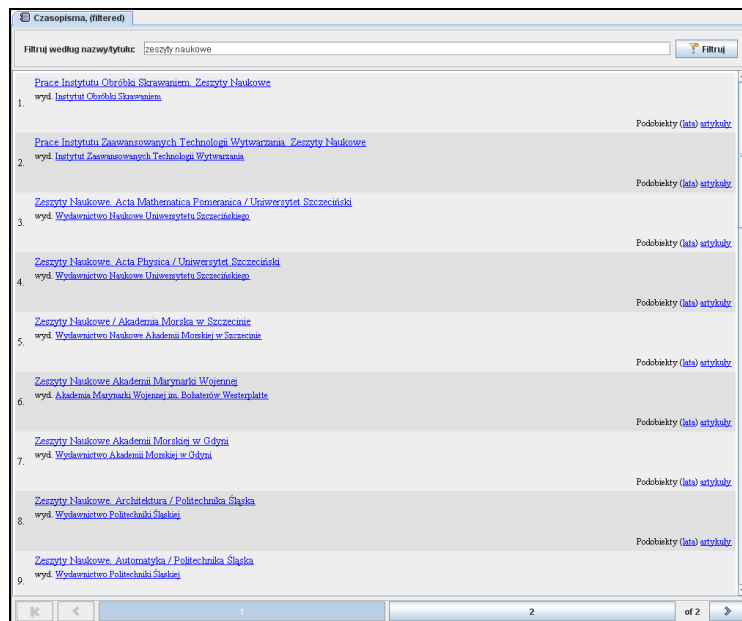 Czasopisma, (filtered)
Filtruj według nazwy/tytułu: zeszyty naukowe Filtruj
Prace Instytutu Obróbki Skrawaniem. Zeszyty Naukowe
1. wyd. Instytut Obróbki Skrawaniem
Podobiekty (lata) artykuły
Prace Instytutu Zaawansowanych Technologii Wytwarzania. Zeszyty Naukowe
2. wyd. Instytut Zaawansowanych Technologii Wytwarzania
Podobiekty (lata) artykuły
Zeszyty Naukowe. Acta Mathematica Pomeranica / Uniwersytet Szczeciński
3. wyd. Wydawnictwo Naukowe Uniwersytetu Szczecińskiego
Podobiekty (lata) artykuły
Zeszyty Naukowe. Acta Physica / Uniwersytet Szczeciński
4. wyd. Wydawnictwo Naukowe Uniwersytetu Szczecińskiego
Podobiekty (lata) artykuły
Zeszyty Naukowe / Akademia Morska w Szczecinie
5. wyd. Wydawnictwo Naukowe Akademii Morskiej w Szczecinie
Podobiekty (lata) artykuły
Zeszyty Naukowe Akademii Marynarki Wojennej
6. wyd. Akademia Marynarki Wojennej im. Bohaterów Westerplatte
Podobiekty (lata) artykuły
Zeszyty Naukowe Akademii Morskiej w Gdyni
7. wyd. Wydawnictwo Akademii Morskiej w Gdyni
Podobiekty (lata) artykuły
Zeszyty Naukowe. Architektura / Politechnika Śląska
8. wyd. Wydawnictwo Politechniki Śląskiej
Podobiekty (lata) artykuły
Zeszyty Naukowe. Automatyka / Politechnika Śląska
9. wyd. Wydawnictwo Politechniki Śląskiej
1 2 of 2